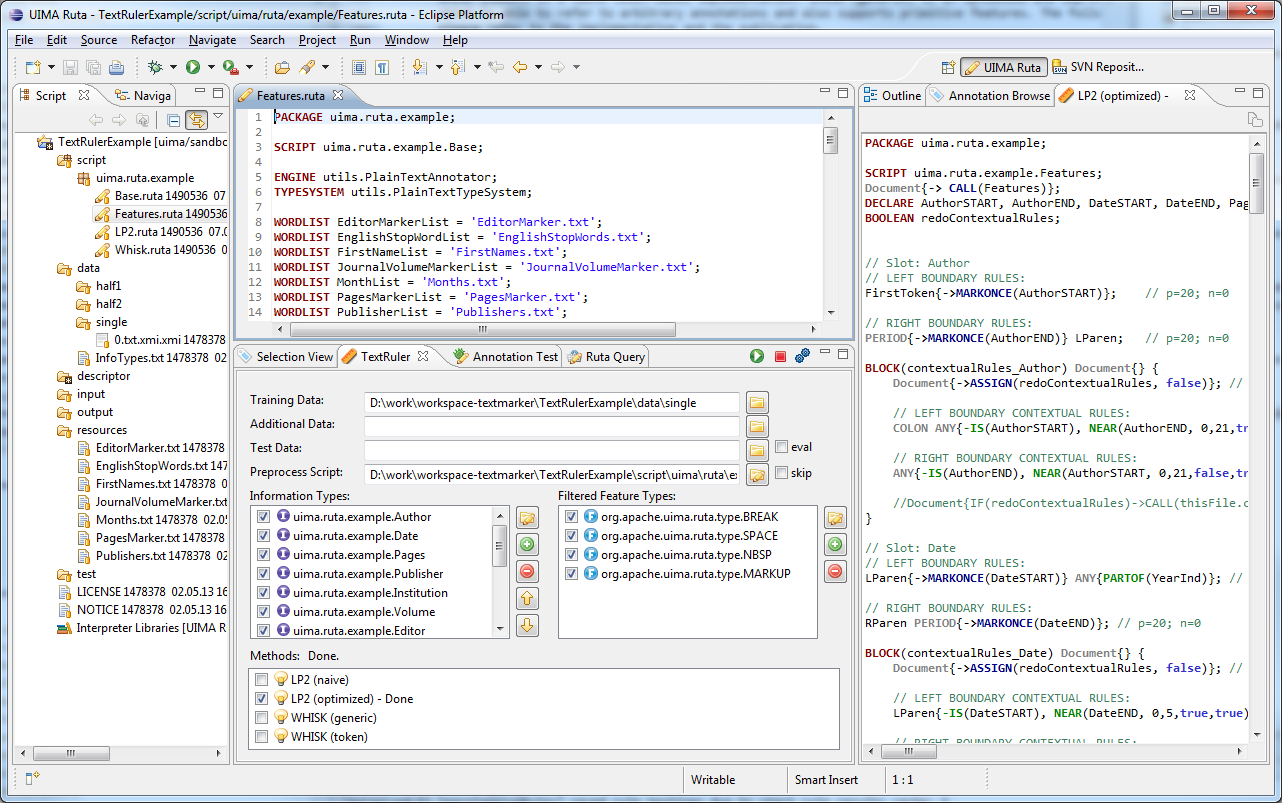 UIMA Ruta - TextRulerExample/script/uima/ruta/example/Features.ruta - Eclipse Platform
File Edit Source Refactor Navigate Search Project Run Window Help
UIMA Ruta SVN Reposit...
Script Naviga
TextRulerExample [uima/sandbc
script
uima.ruta.example
Base.ruta 1490536 07
Features.ruta 1490536
LP2.ruta 1490536 07.0
Whisk.ruta 1490536 0
data
half1
half2
single
0.txt.xmi.xmi 1478378
InfoTypes.txt 1478378 02.
descriptor
input
output
resources
EditorMarker.txt 1478378
EnglishStopWords.txt 147
FirstNames.txt 1478378 0
JournalVolumeMarker.txt
Months.txt 1478378 02.05
PagesMarker.txt 1478378
Publishers.txt 1478378 02
test
LICENSE 1478378 02.05.13 16
NOTICE 1478378 02.05.13 16:
Interpreter Libraries [UIMA R
Features.ruta
1 PACKAGE uima.ruta.example;
2
3 SCRIPT uima.ruta.example.Base;
4
5 ENGINE utils.PlainTextAnnotator;
6 TYPESYSTEM utils.PlainTextTypeSystem;
7
8 WORDLIST EditorMarkerList = 'EditorMarker.txt';
9 WORDLIST EnglishStopWordList = 'EnglishStopWords.txt';
10 WORDLIST FirstNameList = 'FirstNames.txt';
11 WORDLIST JournalVolumeMarkerList = 'JournalVolumeMarker.txt';
12 WORDLIST MonthList = 'Months.txt';
13 WORDLIST PagesMarkerList = 'PagesMarker.txt';
14 WORDLIST PublisherList = 'Publishers.txt';
Selection View TextRuler Annotation Test Ruta Query
Training Data: D:\work\workspace-textmarker\TextRulerExample\data\single
Additional Data:
Test Data: eval
Preprocess Script: D:\work\workspace-textmarker\TextRulerExample\script\uima\ruta\e> skip
Information Types:
uima.ruta.example.Author
uima.ruta.example.Date
uima.ruta.example.Pages
uima.ruta.example.Publisher
uima.ruta.example.Institution
uima.ruta.example.Volume
uima.ruta.example.Editor
Filtered Feature Types:
org.apache.uima.ruta.type.BREAK
org.apache.uima.ruta.type.SPACE
org.apache.uima.ruta.type.NBSP
org.apache.uima.ruta.type.MARKUP
Methods: Done.
LP2 (naive)
LP2 (optimized) - Done
WHISK (generic)
WHISK (token)
Outline Annotation Browse LP2 (optimized) -
PACKAGE uima.ruta.example;
SCRIPT uima.ruta.example.Features;
Document{-> CALL(Features)};
DECLARE AuthorSTART, AuthorEND, DateSTART, DateEND, Pag
BOOLEAN redoContextualRules;
// Slot: Author
// LEFT BOUNDARY RULES:
FirstToken{->MARKONCE(AuthorSTART)}; // p=20; n=0
// RIGHT BOUNDARY RULES:
PERIOD{->MARKONCE(AuthorEND)} LParen; // p=20; n=0
BLOCK(contextualRules_Author) Document{} {
Document{->ASSIGN(redoContextualRules, false)}; //
// LEFT BOUNDARY CONTEXTUAL RULES:
COLON ANY{-IS(AuthorSTART), NEAR(AuthorEND, 0,21,tr
// RIGHT BOUNDARY CONTEXTUAL RULES:
ANY{-IS(AuthorEND), NEAR(AuthorSTART, 0,21,false,tr
//Document{IF(redoContextualRules)->CALL(thisFile.c
}
// Slot: Date
// LEFT BOUNDARY RULES:
LParen{->MARKONCE(DateSTART)} ANY{PARTOF(YearInd)}; //
// RIGHT BOUNDARY RULES:
RParen PERIOD{->MARKONCE(DateEND)}; // p=20; n=0
BLOCK(contextualRules_Date) Document{} {
Document{->ASSIGN(redoContextualRules, false)}; //
// LEFT BOUNDARY CONTEXTUAL RULES:
LParen{-IS(DateSTART), NEAR(DateEND, 0,5,true,true)
// RIGHT BOUNDARY CONTEXTUAL RULES:
Writable Smart Insert 1 : 1